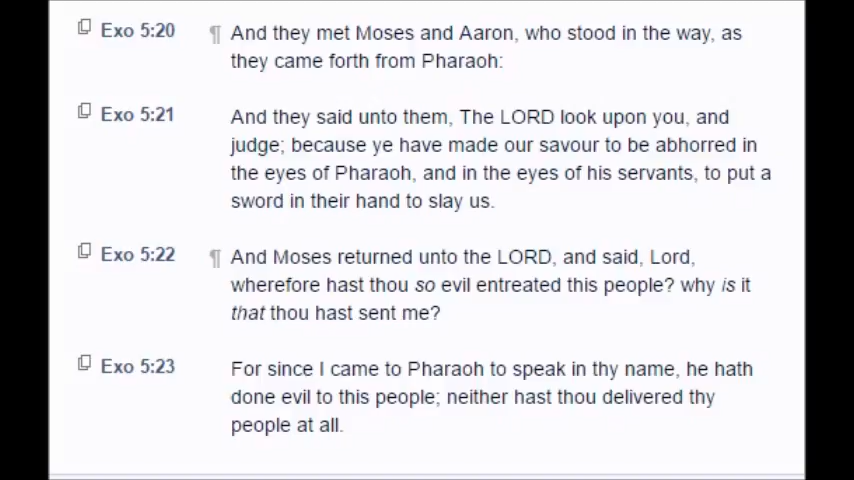 Exo 5:20 ¶ And they met Moses and Aaron, who stood in the way, as
they came forth from Pharaoh:
Exo 5:21 And they said unto them, The LORD look upon you, and
judge; because ye have made our savour to be abhorred in
the eyes of Pharaoh, and in the eyes of his servants, to put a
sword in their hand to slay us.
Exo 5:22 ¶ And Moses returned unto the LORD, and said, Lord,
wherefore hast thou so evil entreated this people? why is it
that thou hast sent me?
Exo 5:23 For since I came to Pharaoh to speak in thy name, he hath
done evil to this people; neither hast thou delivered thy
people at all.